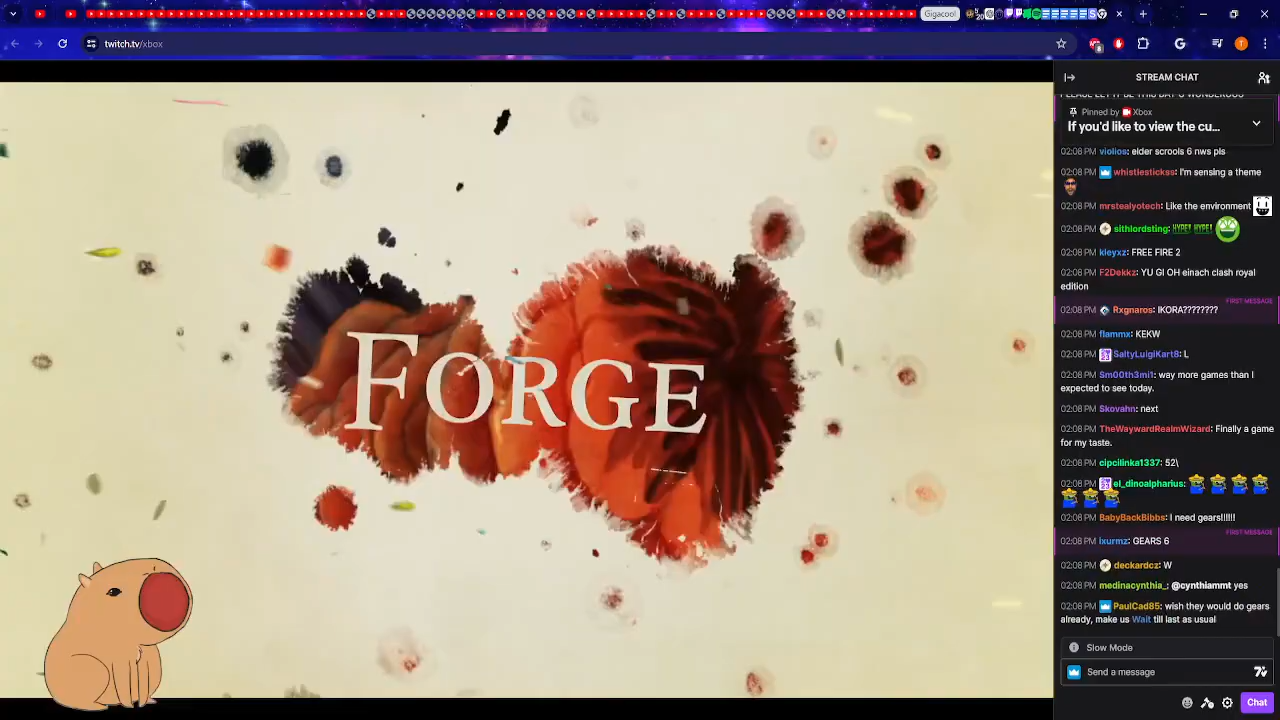 Gigacoo!
20
twitch.tv/xbox
G
T
FORGE
STREAM CHAT
Pinned by Xbox
If you'd like to view the cu...
02:08 PM violios: elder scrools 6 nws pls
02:08 PM whistlestickss: I'm sensing a theme
02:08 PM mrstealyotech: Like the environment
02:08 PM sithlordsting: HYPE! HYPE!
02:08 PM kleyxz: FREE FIRE 2
02:08 PM F2Dekkz: YU GI OH einach clash royal
edition
FIRST MESSAGE
02:08 PM Rxgnaros: IKORA????????
02:08 PM flammx: KEKW
02:08 PM SaltyLuigiKart8: L
02:08 PM Sm00th3mi1: way more games than I
expected to see today.
02:08 PM Skovahn: next
02:08 PM TheWaywardRealmWizard: Finally a game
for my taste.
02:08 PM cipcilinka1337: 52\
02:08 PM el_dinoalpharius:
02:08 PM BabyBackBibbs: I need gears!!!!!!
FIRST MESSAGE
02:08 PM ixurmz: GEARS 6
02:08 PM deckardcz: W
02:08 PM medinacynthia_: @cynthiammt yes
02:08 PM PaulCad85: wish they would do gears
already, make us Wait till last as usual
Slow Mode
Send a message
Chat